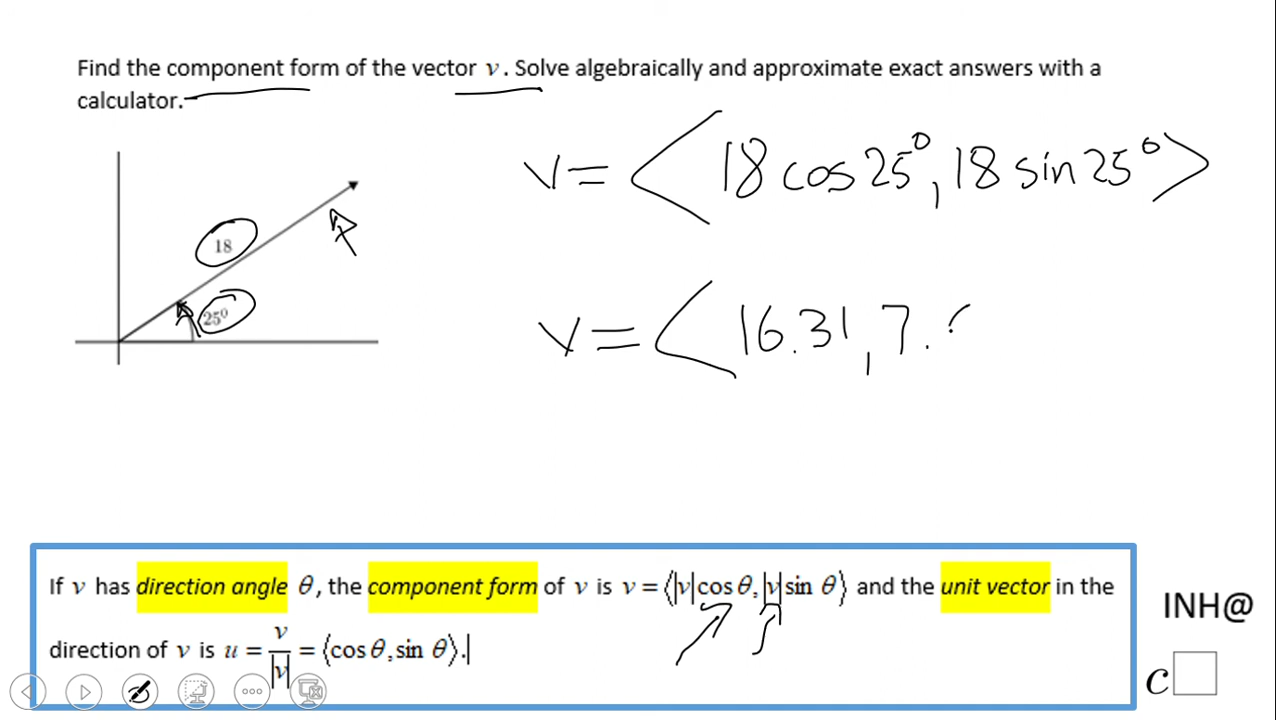 Find the component form of the vector v. Solve algebraically and approximate exact answers with a
calculator.
v = < 18 cos 25°, 18 sin 25° >
18
25⁰
v = < 16.31, 7.
If v has direction angle θ, the component form of v is v = ⟨|v|cos θ, |v|sin θ⟩ and the unit vector in the
direction of v is u = v/|v| = ⟨cos θ, sin θ⟩.
INH@
c